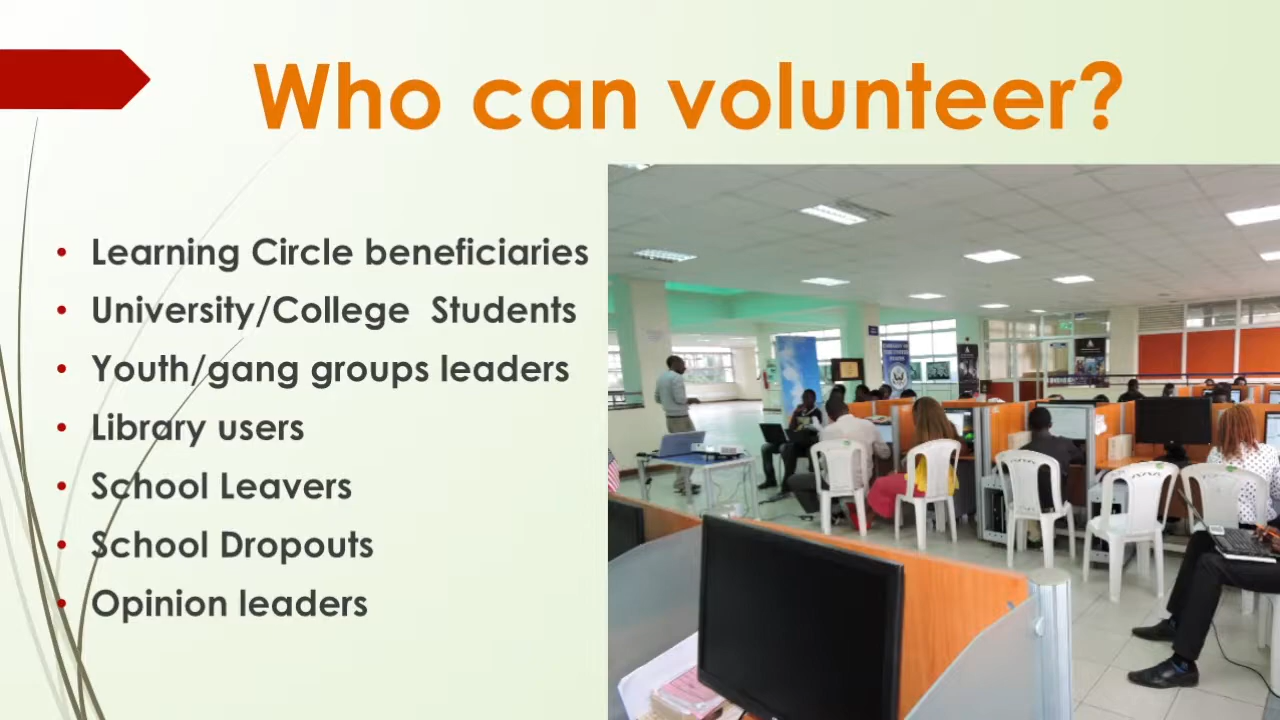 Who can volunteer?
• Learning Circle beneficiaries
• University/College  Students
• Youth/gang groups leaders
• Library users
• School Leavers
• School Dropouts
• Opinion leaders